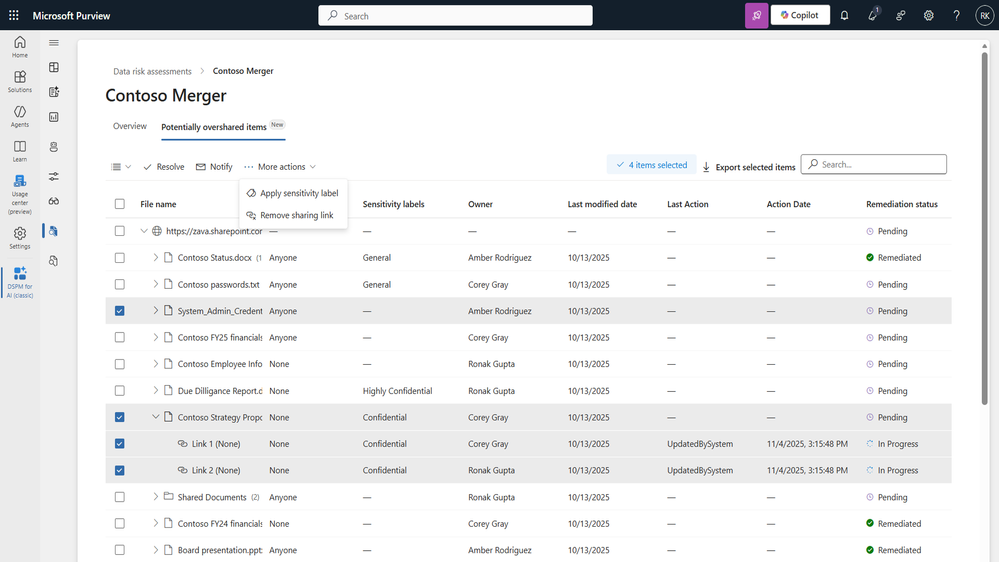 Microsoft Purview
Search
Copilot
1
RK
Home
Solutions
Agents
Learn
Usage
center
(preview)
Settings
DSPM for
AI (classic)
Data risk assessments
Contoso Merger
Contoso Merger
Overview
Potentially overshared items
New
Resolve
Notify
More actions
4 items selected
Export selected items
Search...
Apply sensitivity label
Remove sharing link
File name Sensitivity labels Owner Last modified date Last Action Action Date Remediation status
https://zava.sharepoint.cor — — — — — — Pending
Contoso Status.docx (1 Anyone General Amber Rodriguez 10/13/2025 — — Remediated
Contoso passwords.txt Anyone General Corey Gray 10/13/2025 — — Pending
System_Admin_Credent Anyone — Amber Rodriguez 10/13/2025 — — Pending
Contoso FY25 financials Anyone — Corey Gray 10/13/2025 — — Pending
Contoso Employee Info None — Ronak Gupta 10/13/2025 — — Pending
Due Dilligance Report.d None Highly Confidential Ronak Gupta 10/13/2025 — — Pending
Contoso Strategy Propo None Confidential Corey Gray 10/13/2025 — — Pending
Link 1 (None) None Confidential Corey Gray 10/13/2025 UpdatedBySystem 11/4/2025, 3:15:48 PM In Progress
Link 2 (None) None Confidential Ronak Gupta 10/13/2025 UpdatedBySystem 11/4/2025, 3:15:48 PM In Progress
Shared Documents (2) Anyone — Ronak Gupta 10/13/2025 — — Pending
Contoso FY24 financials None — Corey Gray 10/13/2025 — — Remediated
Board presentation.ppt Anyone — Amber Rodriguez 10/13/2025 — — Remediated